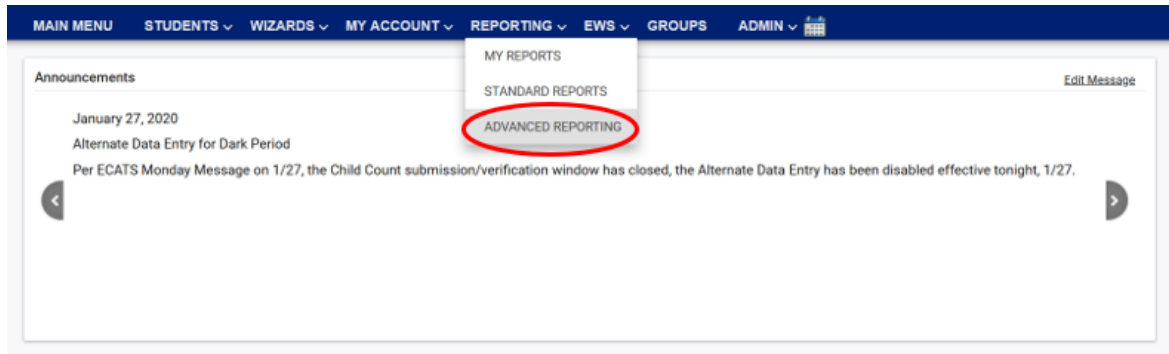 MAIN MENU STUDENTS WIZARDS MY ACCOUNT REPORTING EWS GROUPS ADMIN
MY REPORTS
STANDARD REPORTS
ADVANCED REPORTING
Announcements
Edit Message
January 27, 2020
Alternate Data Entry for Dark Period
Per ECATS Monday Message on 1/27, the Child Count submission/verification window has closed, the Alternate Data Entry has been disabled effective tonight, 1/27.